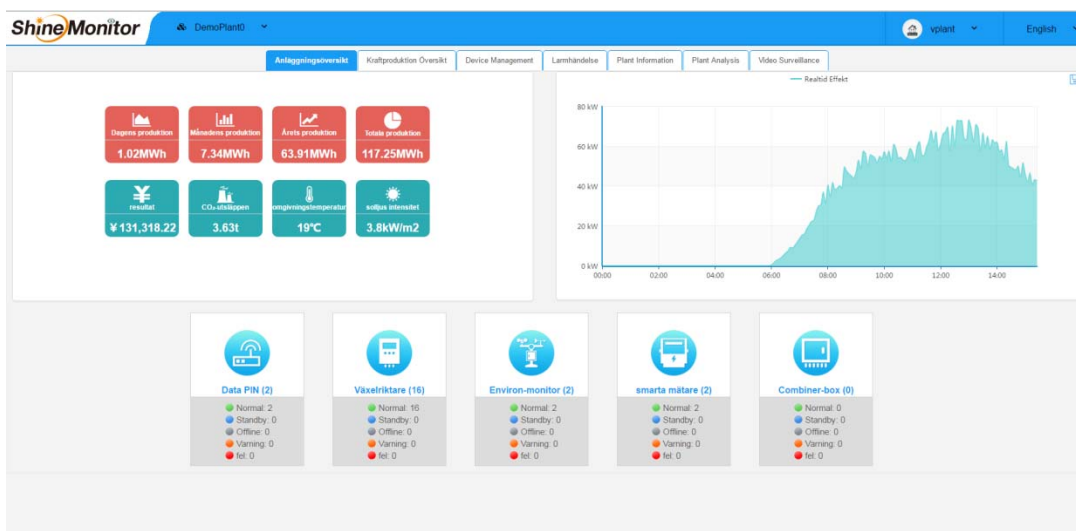 ShineMonitor
DemoPlant0
vplant
English
Anläggningsöversikt
Kraftproduktion Översikt
Device Management
Larmhändelse
Plant Information
Plant Analysis
Video Surveillance
Dagens produktion
1.02MWh
Månadens produktion
7.34MWh
Årets produktion
63.91MWh
Totala produktion
117.25MWh
¥
resultat
¥131,318.22
CO₂-utsläppen
3.63t
omgivningstemperatur
19℃
solljus intensitet
3.8kW/m2
Realtid Effekt
80 kW
60 kW
40 kW
20 kW
0 kW
00:00
02:00
04:00
06:00
08:00
10:00
12:00
14:00
Data PIN (2)
Normal: 2
Standby: 0
Offline: 0
Varning: 0
fel: 0
Växelriktare (16)
Normal: 16
Standby: 0
Offline: 0
Varning: 0
fel: 0
Environ-monitor (2)
Normal: 2
Standby: 0
Offline: 0
Varning: 0
fel: 0
smarta mätare (2)
Normal: 2
Standby: 0
Offline: 0
Varning: 0
fel: 0
Combiner-box (0)
Normal: 0
Standby: 0
Offline: 0
Varning: 0
fel: 0